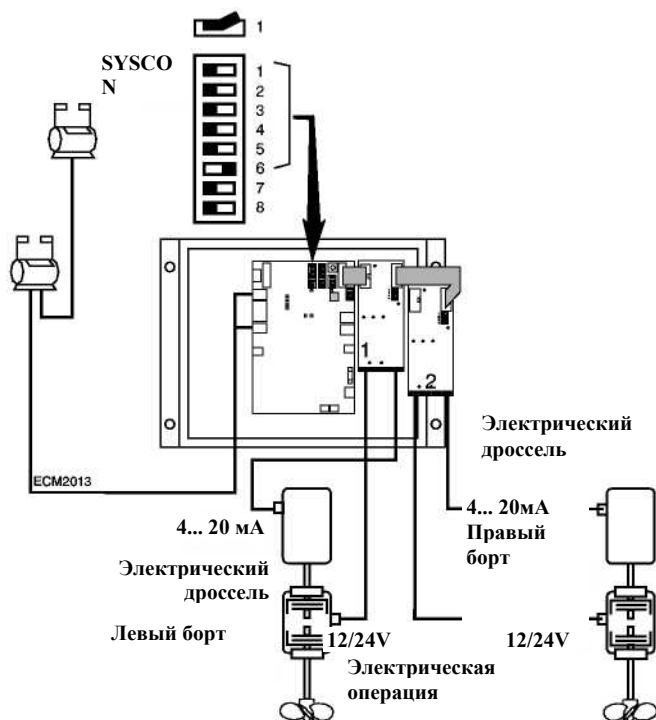 1
SYSCO
N
1
2
3
4
5
6
7
8
1
2
ECM2013
Электрический
дроссель
4... 20 мА
4... 20мА
Правый
борт
Электрический
дроссель
Левый борт
12/24V
12/24V
Электрическая
операция